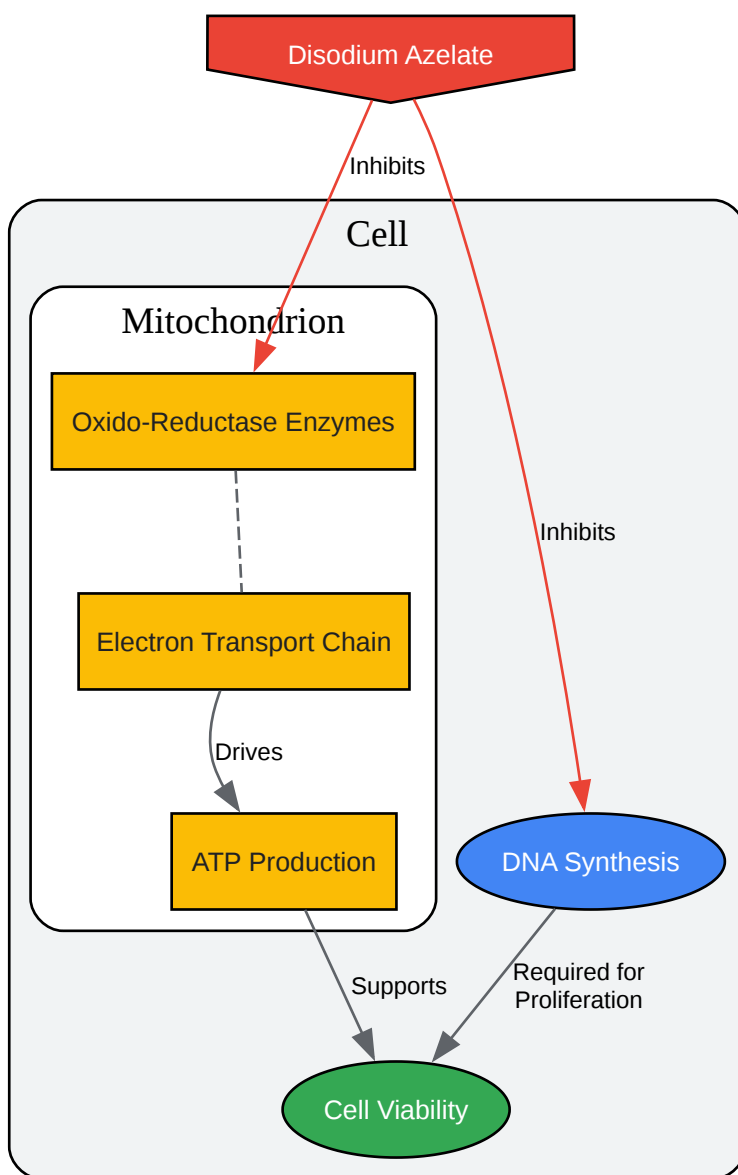 Disodium Azelate
Inhibits
Cell
Mitochondrion
Oxido-Reductase Enzymes
Inhibits
Electron Transport Chain
Drives
ATP Production
DNA Synthesis
Supports
Required for
Proliferation
Cell Viability